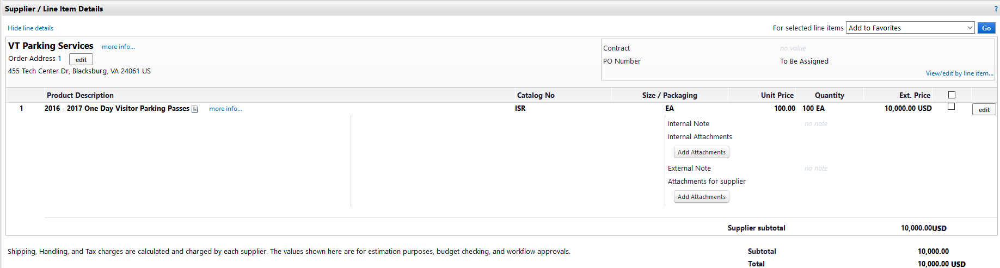 Supplier / Line Item Details ?
Hide line details For selected line items Add to Favorites Go
VT Parking Services more info...
Order Address 1 edit
455 Tech Center Dr, Blacksburg, VA 24061 US
Contract no value
PO Number To Be Assigned
View/edit by line item...
Product Description Catalog No Size / Packaging Unit Price Quantity Ext. Price
1 2016 - 2017 One Day Visitor Parking Passes more info... ISR EA 100.00 100 EA 10,000.00 USD edit
Internal Note no note
Internal Attachments
Add Attachments
External Note no note
Attachments for supplier
Add Attachments
Supplier subtotal 10,000.00USD
Shipping, Handling, and Tax charges are calculated and charged by each supplier. The values shown here are for estimation purposes, budget checking, and workflow approvals. Subtotal 10,000.00
Total 10,000.00 USD